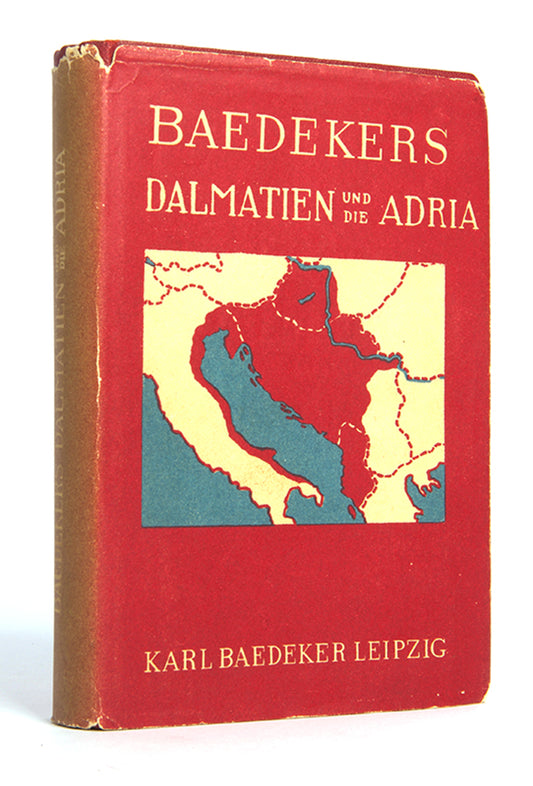 BAEDEKERS
DALMATIEN UND DIE ADRIA
KARL BAEDEKER LEIPZIG
BAEDEKERS DALMATIEN UND DIE ADRIA